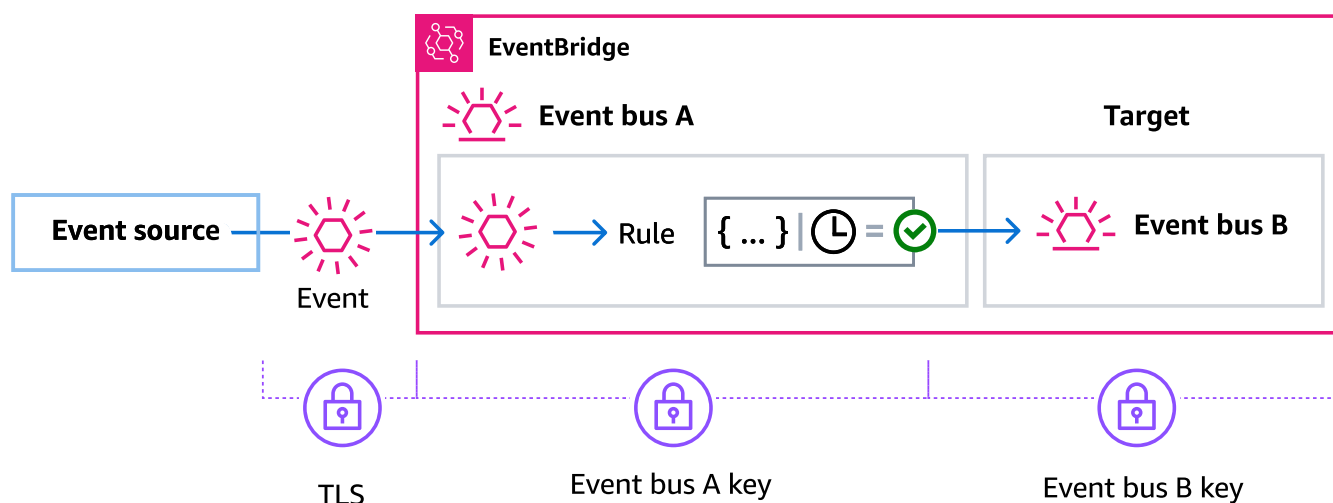 EventBridge
Event bus A
Target
Event source
Event
Rule
{ ... } | =
Event bus B
TLS
Event bus A key
Event bus B key